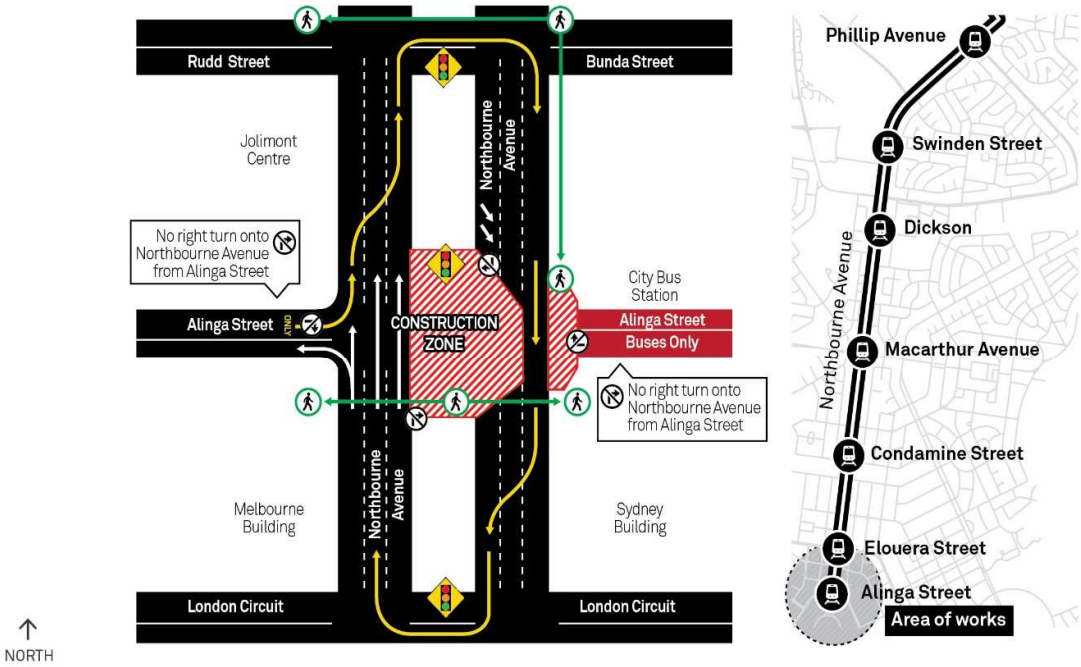 Rudd Street
Bunda Street
Jolimont
Centre
Northbourne
Avenue
No right turn onto
Northbourne Avenue
from Alinga Street
City Bus
Station
ONLY
Alinga Street
CONSTRUCTION
ZONE
Alinga Street
Buses Only
No right turn onto
Northbourne Avenue
from Alinga Street
Northbourne
Avenue
Melbourne
Building
Sydney
Building
London Circuit
London Circuit
NORTH
Phillip Avenue
Swinden Street
Dickson
Northbourne Avenue
Macarthur Avenue
Condamine Street
Elouera Street
Alinga Street
Area of works